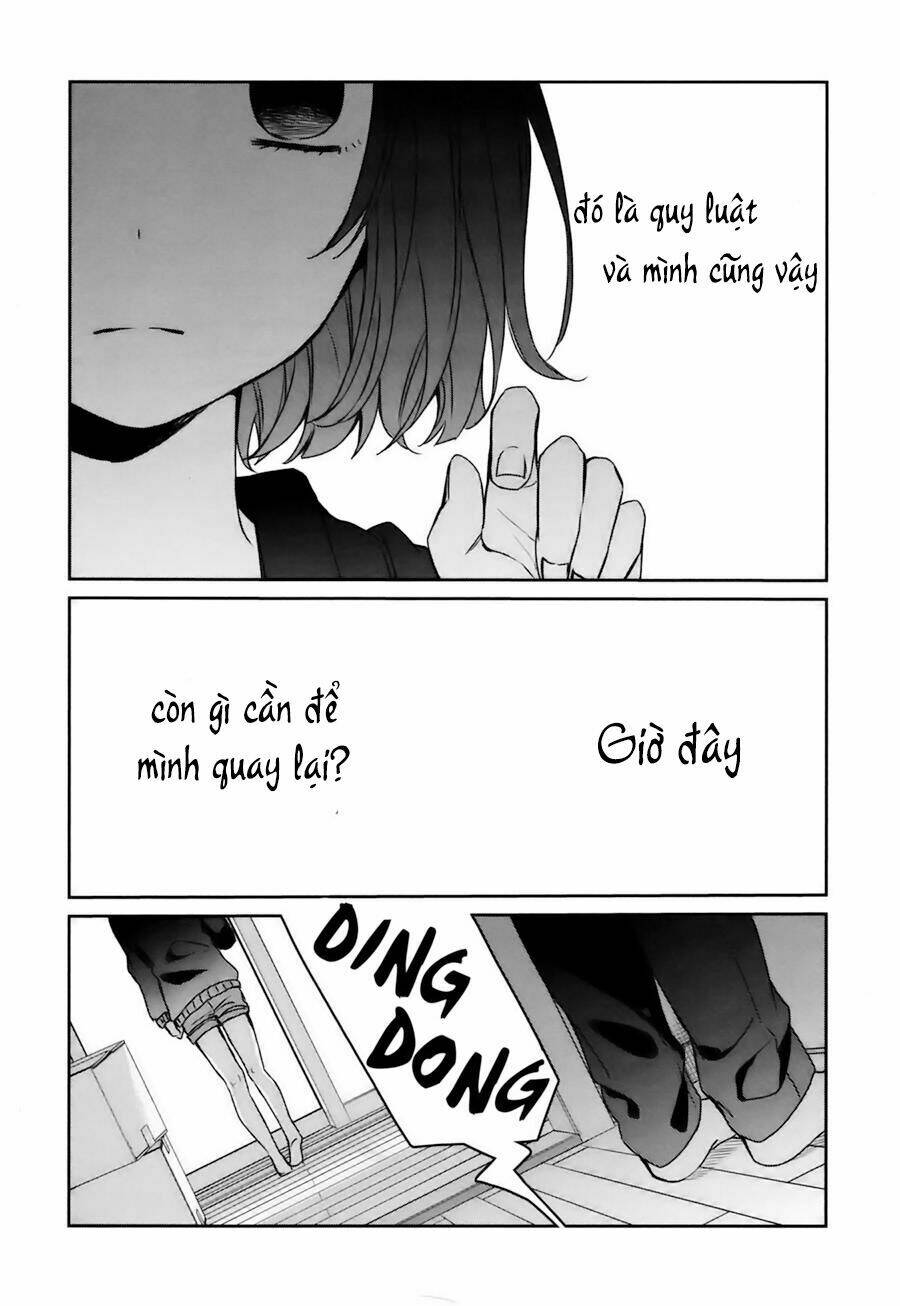 đó là quy luật
và mình cũng vậy
Giờ đây
còn gì cần để
mình quay lại?
DING
DONG